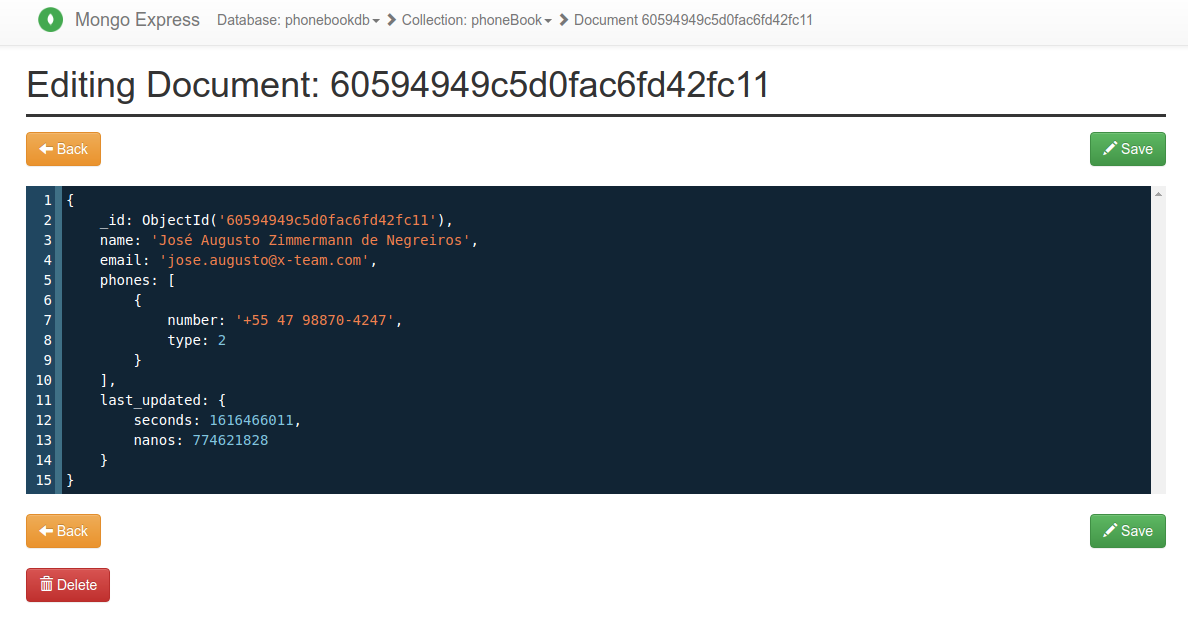 Mongo Express Database: phonebookdb Collection: phoneBook Document 60594949c5d0fac6fd42fc11
Editing Document: 60594949c5d0fac6fd42fc11
Back Save
1 {
2     _id: ObjectId('60594949c5d0fac6fd42fc11'),
3     name: 'José Augusto Zimmermann de Negreiros',
4     email: 'jose.augusto@x-team.com',
5     phones: [
6         {
7             number: '+55 47 98870-4247',
8             type: 2
9         }
10     ],
11     last_updated: {
12         seconds: 1616466011,
13         nanos: 774621828
14     }
15 }
Back Save
Delete